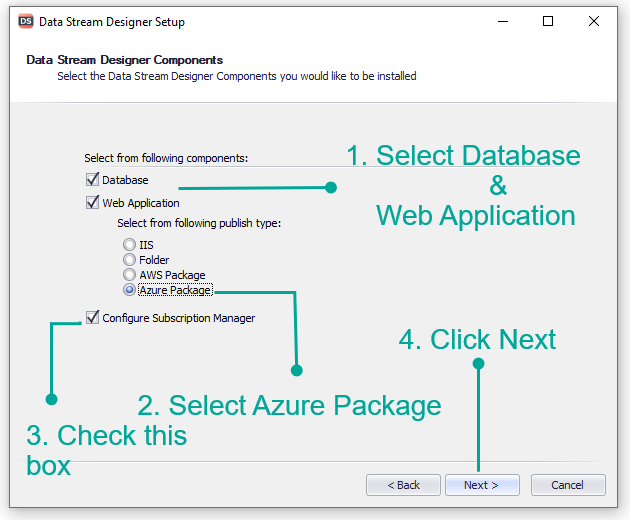 DS Data Stream Designer Setup
Data Stream Designer Components
Select the Data Stream Designer Components you would like to be installed
Select from following components:
1. Select Database
&
Web Application
Database
Web Application
Select from following publish type:
IIS
Folder
AWS Package
Azure Package
Configure Subscription Manager
4. Click Next
2. Select Azure Package
3. Check this
box
< Back
Next >
Cancel